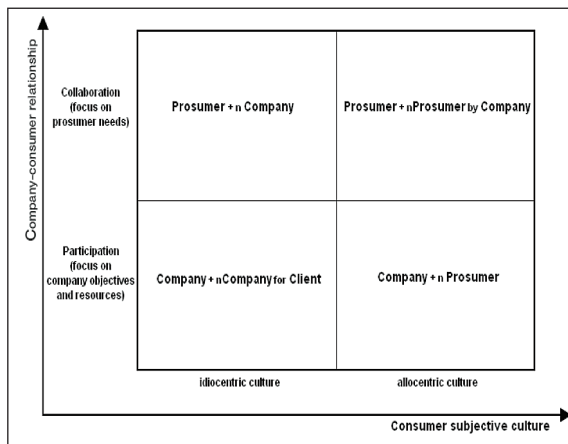 Company-consumer relationship
Collaboration
(focus on
prosumer needs)
Prosumer + n Company
Prosumer + nProsumer by Company
Participation
(focus on
company objectives
and resources)
Company + nCompany for Client
Company + n Prosumer
idiocentric culture
allocentric culture
Consumer subjective culture